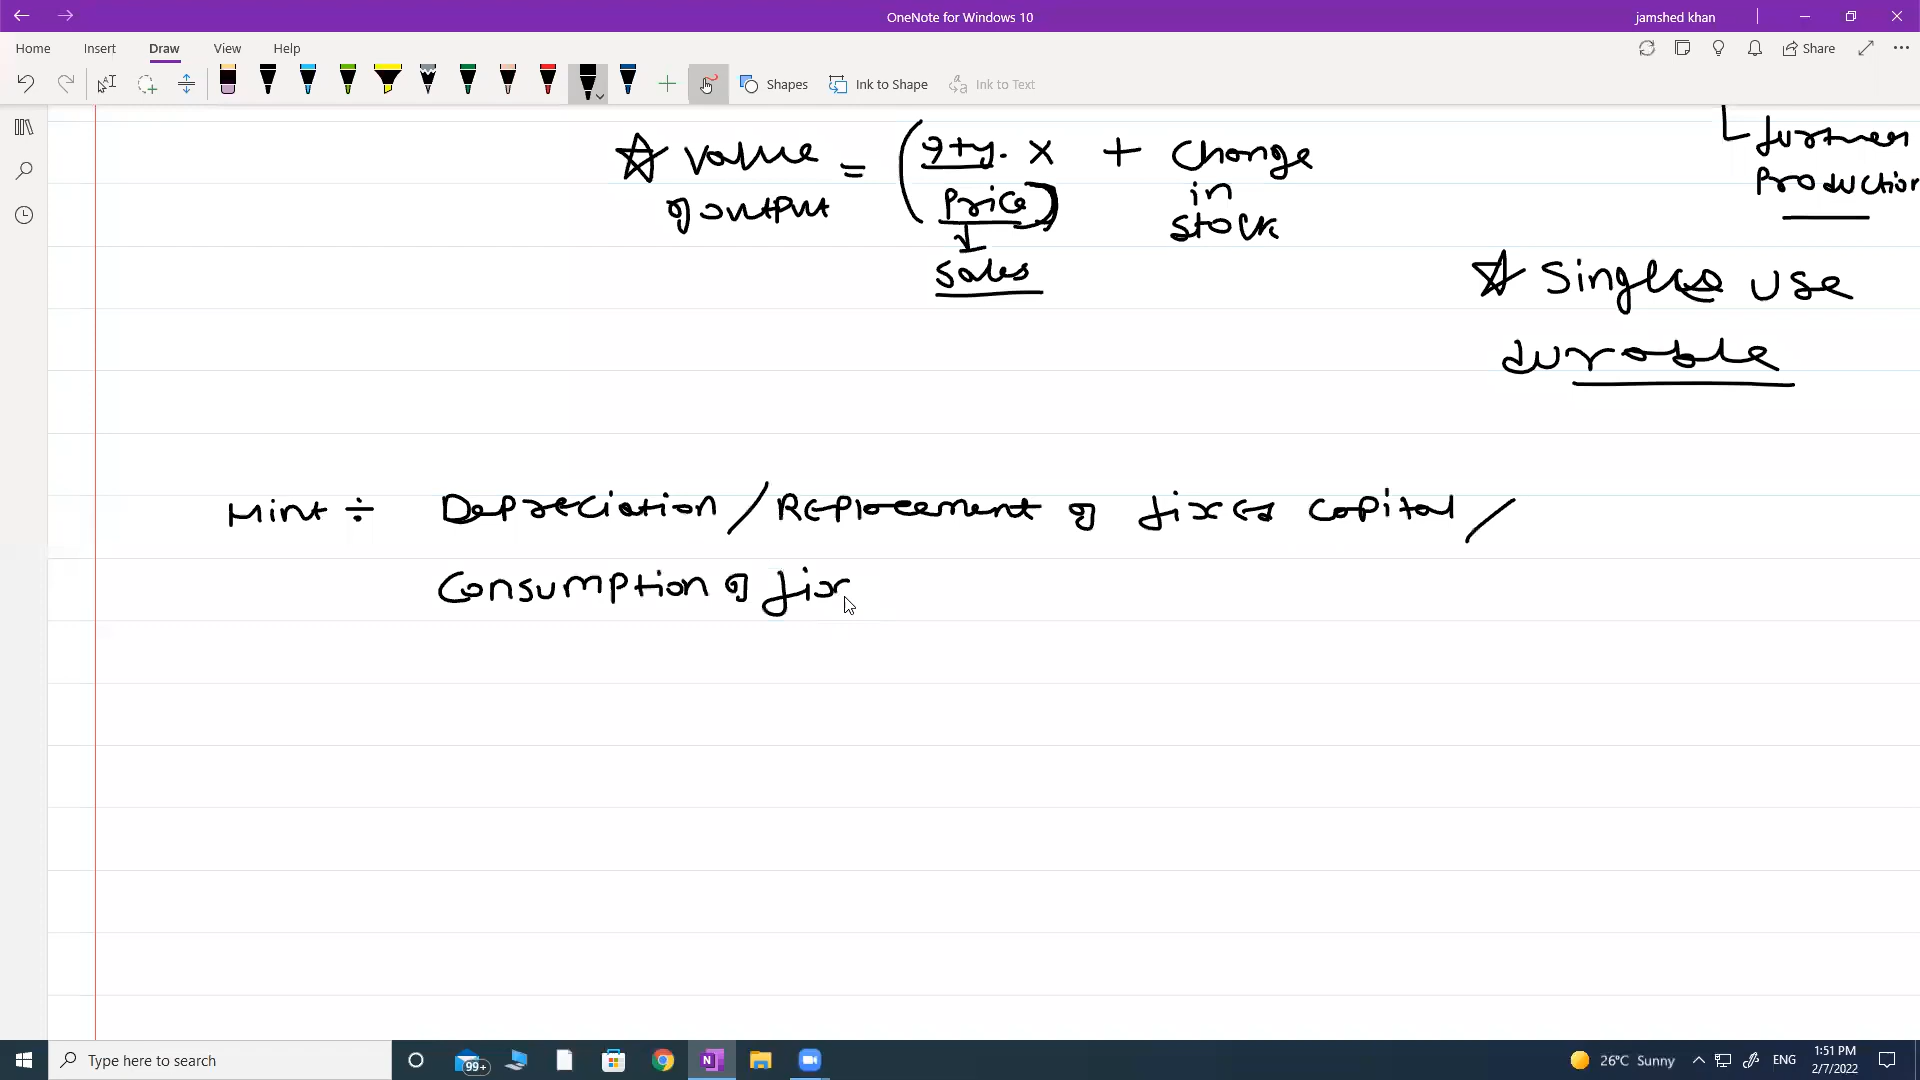 OneNote for Windows 10
jamshed khan
Home Insert Draw View Help
Share
Shapes
Ink to Shape
Ink to Text
further
Production
☆ value of output = (qty. x Price) + change in stock
↓
Sales
☆ Single use
durable
Hint ÷ Depreciation / Replacement of fixed capital /
Consumption of fix
Type here to search
99+
26°C Sunny
ENG
1:51 PM
2/7/2022